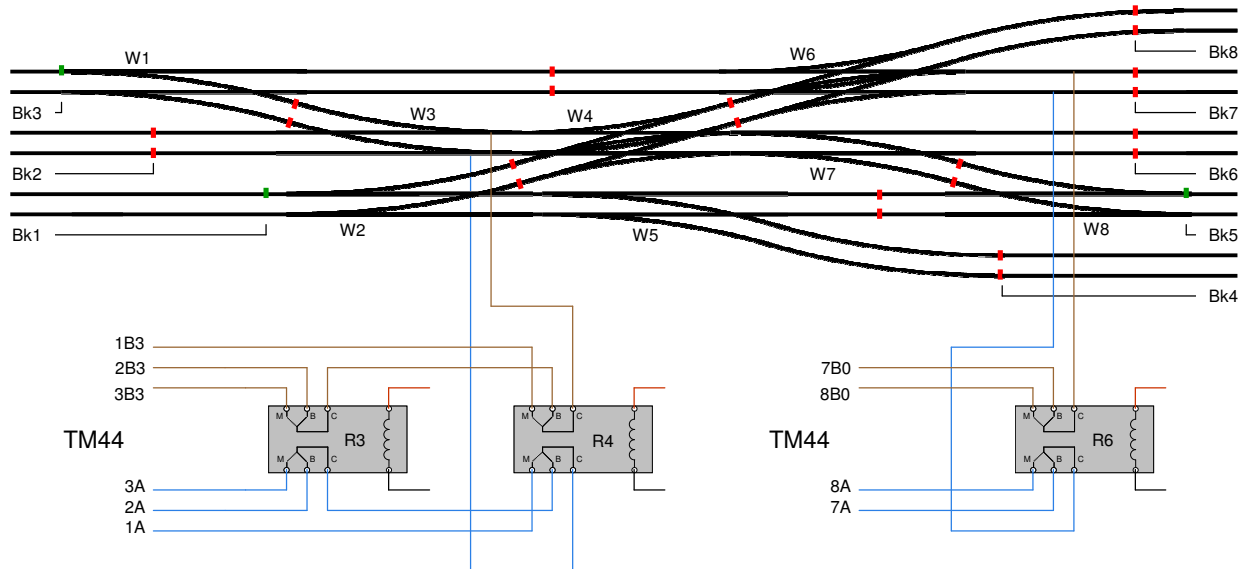 W1 W6
Bk8
Bk3 W3 W4 Bk7
Bk2 W7 Bk6
Bk1 W2 W5 W8 Bk5
Bk4
1B3
2B3 7B0
3B3 8B0
M B C M B C M B C
TM44 R3 R4 TM44 R6
M B C M B C M B C
3A 8A
2A 7A
1A